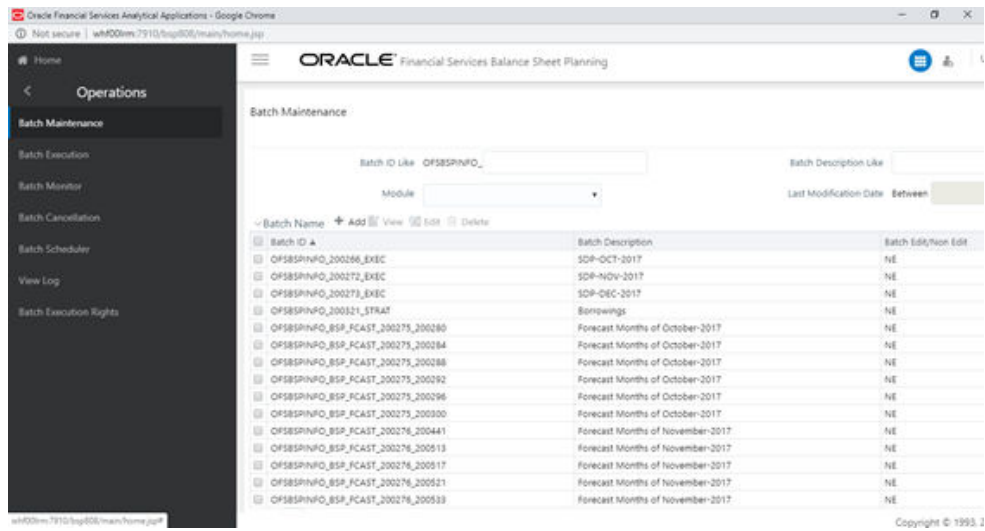 Oracle Financial Services Analytical Applications - Google Chrome
Not secure | whf00lrm:7910/bsp808/main/home.jsp
Home
ORACLE Financial Services Balance Sheet Planning
Operations
Batch Maintenance
Batch Execution
Batch Monitor
Batch Cancellation
Batch Scheduler
View Log
Batch Execution Rights
Batch Maintenance
Batch ID Like OFSBSPINFO_ Batch Description Like
Module Last Modification Date Between
Batch Name Add View Edit Delete
Batch ID Batch Description Batch Edit/Non Edit
OFSBSPINFO_200266_EXEC SDP-OCT-2017 NE
OFSBSPINFO_200272_EXEC SDP-NOV-2017 NE
OFSBSPINFO_200273_EXEC SDP-DEC-2017 NE
OFSBSPINFO_200321_STRAT Borrowings NE
OFSBSPINFO_BSP_FCAST_200275_200280 Forecast Months of October-2017 NE
OFSBSPINFO_BSP_FCAST_200275_200284 Forecast Months of October-2017 NE
OFSBSPINFO_BSP_FCAST_200275_200288 Forecast Months of October-2017 NE
OFSBSPINFO_BSP_FCAST_200275_200292 Forecast Months of October-2017 NE
OFSBSPINFO_BSP_FCAST_200275_200296 Forecast Months of October-2017 NE
OFSBSPINFO_BSP_FCAST_200275_200300 Forecast Months of October-2017 NE
OFSBSPINFO_BSP_FCAST_200276_200441 Forecast Months of November-2017 NE
OFSBSPINFO_BSP_FCAST_200276_200513 Forecast Months of November-2017 NE
OFSBSPINFO_BSP_FCAST_200276_200517 Forecast Months of November-2017 NE
OFSBSPINFO_BSP_FCAST_200276_200521 Forecast Months of November-2017 NE
OFSBSPINFO_BSP_FCAST_200276_200533 Forecast Months of November-2017 NE
whf00lrm:7910/bsp808/main/home.jsp#
Copyright © 1993, 2